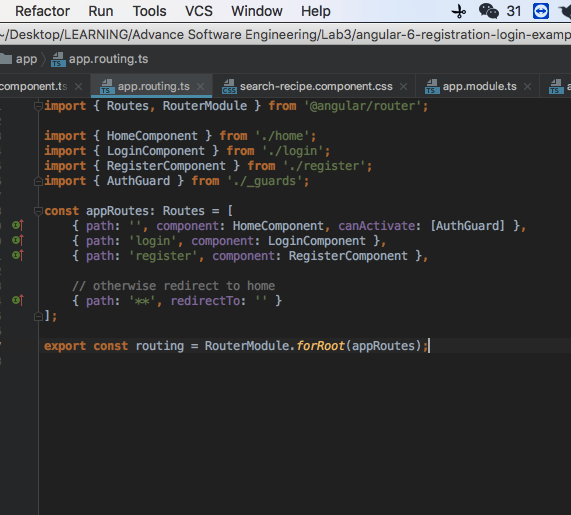 Refactor Run Tools VCS Window Help 31
~/Desktop/LEARNING/Advance Software Engineering/Lab3/angular-6-registration-login-examp
app app.routing.ts
component.ts app.routing.ts search-recipe.component.css app.module.ts
import { Routes, RouterModule } from '@angular/router';
import { HomeComponent } from './home';
import { LoginComponent } from './login';
import { RegisterComponent } from './register';
import { AuthGuard } from './_guards';
const appRoutes: Routes = [
{ path: '', component: HomeComponent, canActivate: [AuthGuard] },
{ path: 'login', component: LoginComponent },
{ path: 'register', component: RegisterComponent },
// otherwise redirect to home
{ path: '**', redirectTo: '' }
];
export const routing = RouterModule.forRoot(appRoutes);